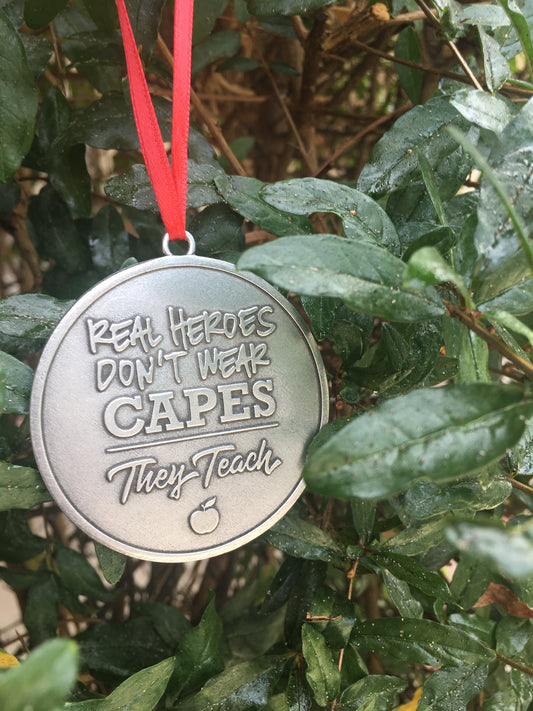 REAL HEROES
DON'T WEAR
CAPES
They Teach